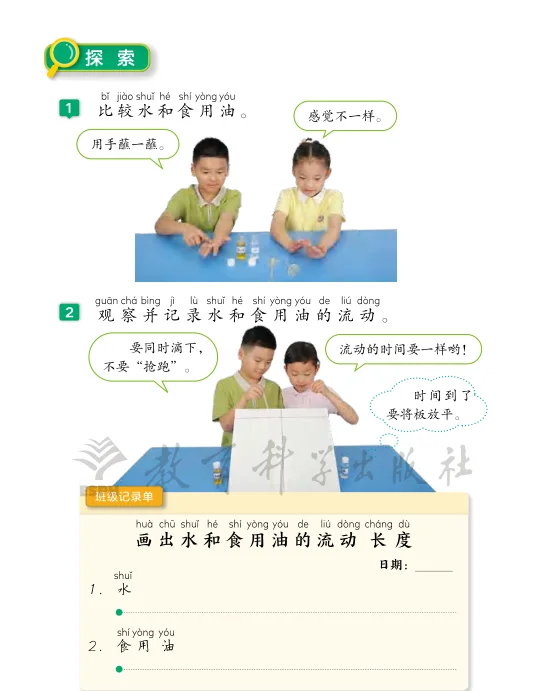 探 索
bǐ jiào shuǐ hé shí yòng yóu
1 比较水和食用油。
感觉不一样。
用手蘸一蘸。
guān chá bìng jì lù shuǐ hé shí yòng yóu de liú dòng
2 观察并记录水和食用油的流动。
要同时滴下，
不要“抢跑”。
流动的时间要一样哟！
时间到了
要将板放平。
教育科学出版社
班级记录单
huà chū shuǐ hé shí yòng yóu de liú dòng cháng dù
画出水和食用油的流动 长度
日期：______
shuǐ
1. 水
shí yòng yóu
2. 食用油